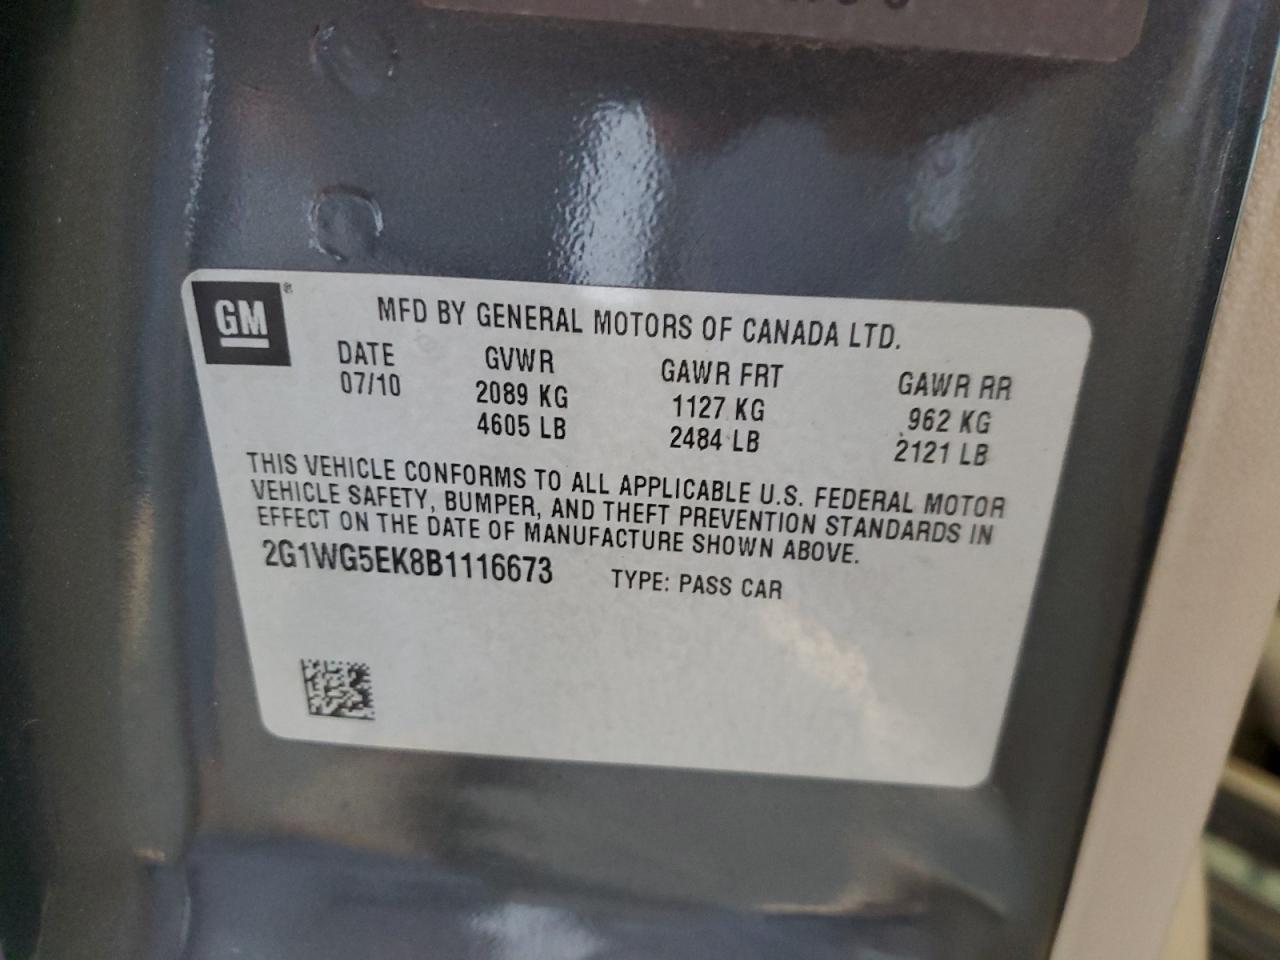 GM®
MFD BY GENERAL MOTORS OF CANADA LTD.
DATE GVWR GAWR FRT GAWR RR
07/10 2089 KG 1127 KG 962 KG
4605 LB 2484 LB 2121 LB
THIS VEHICLE CONFORMS TO ALL APPLICABLE U.S. FEDERAL MOTOR
VEHICLE SAFETY, BUMPER, AND THEFT PREVENTION STANDARDS IN
EFFECT ON THE DATE OF MANUFACTURE SHOWN ABOVE.
2G1WG5EK8B1116673 TYPE: PASS CAR